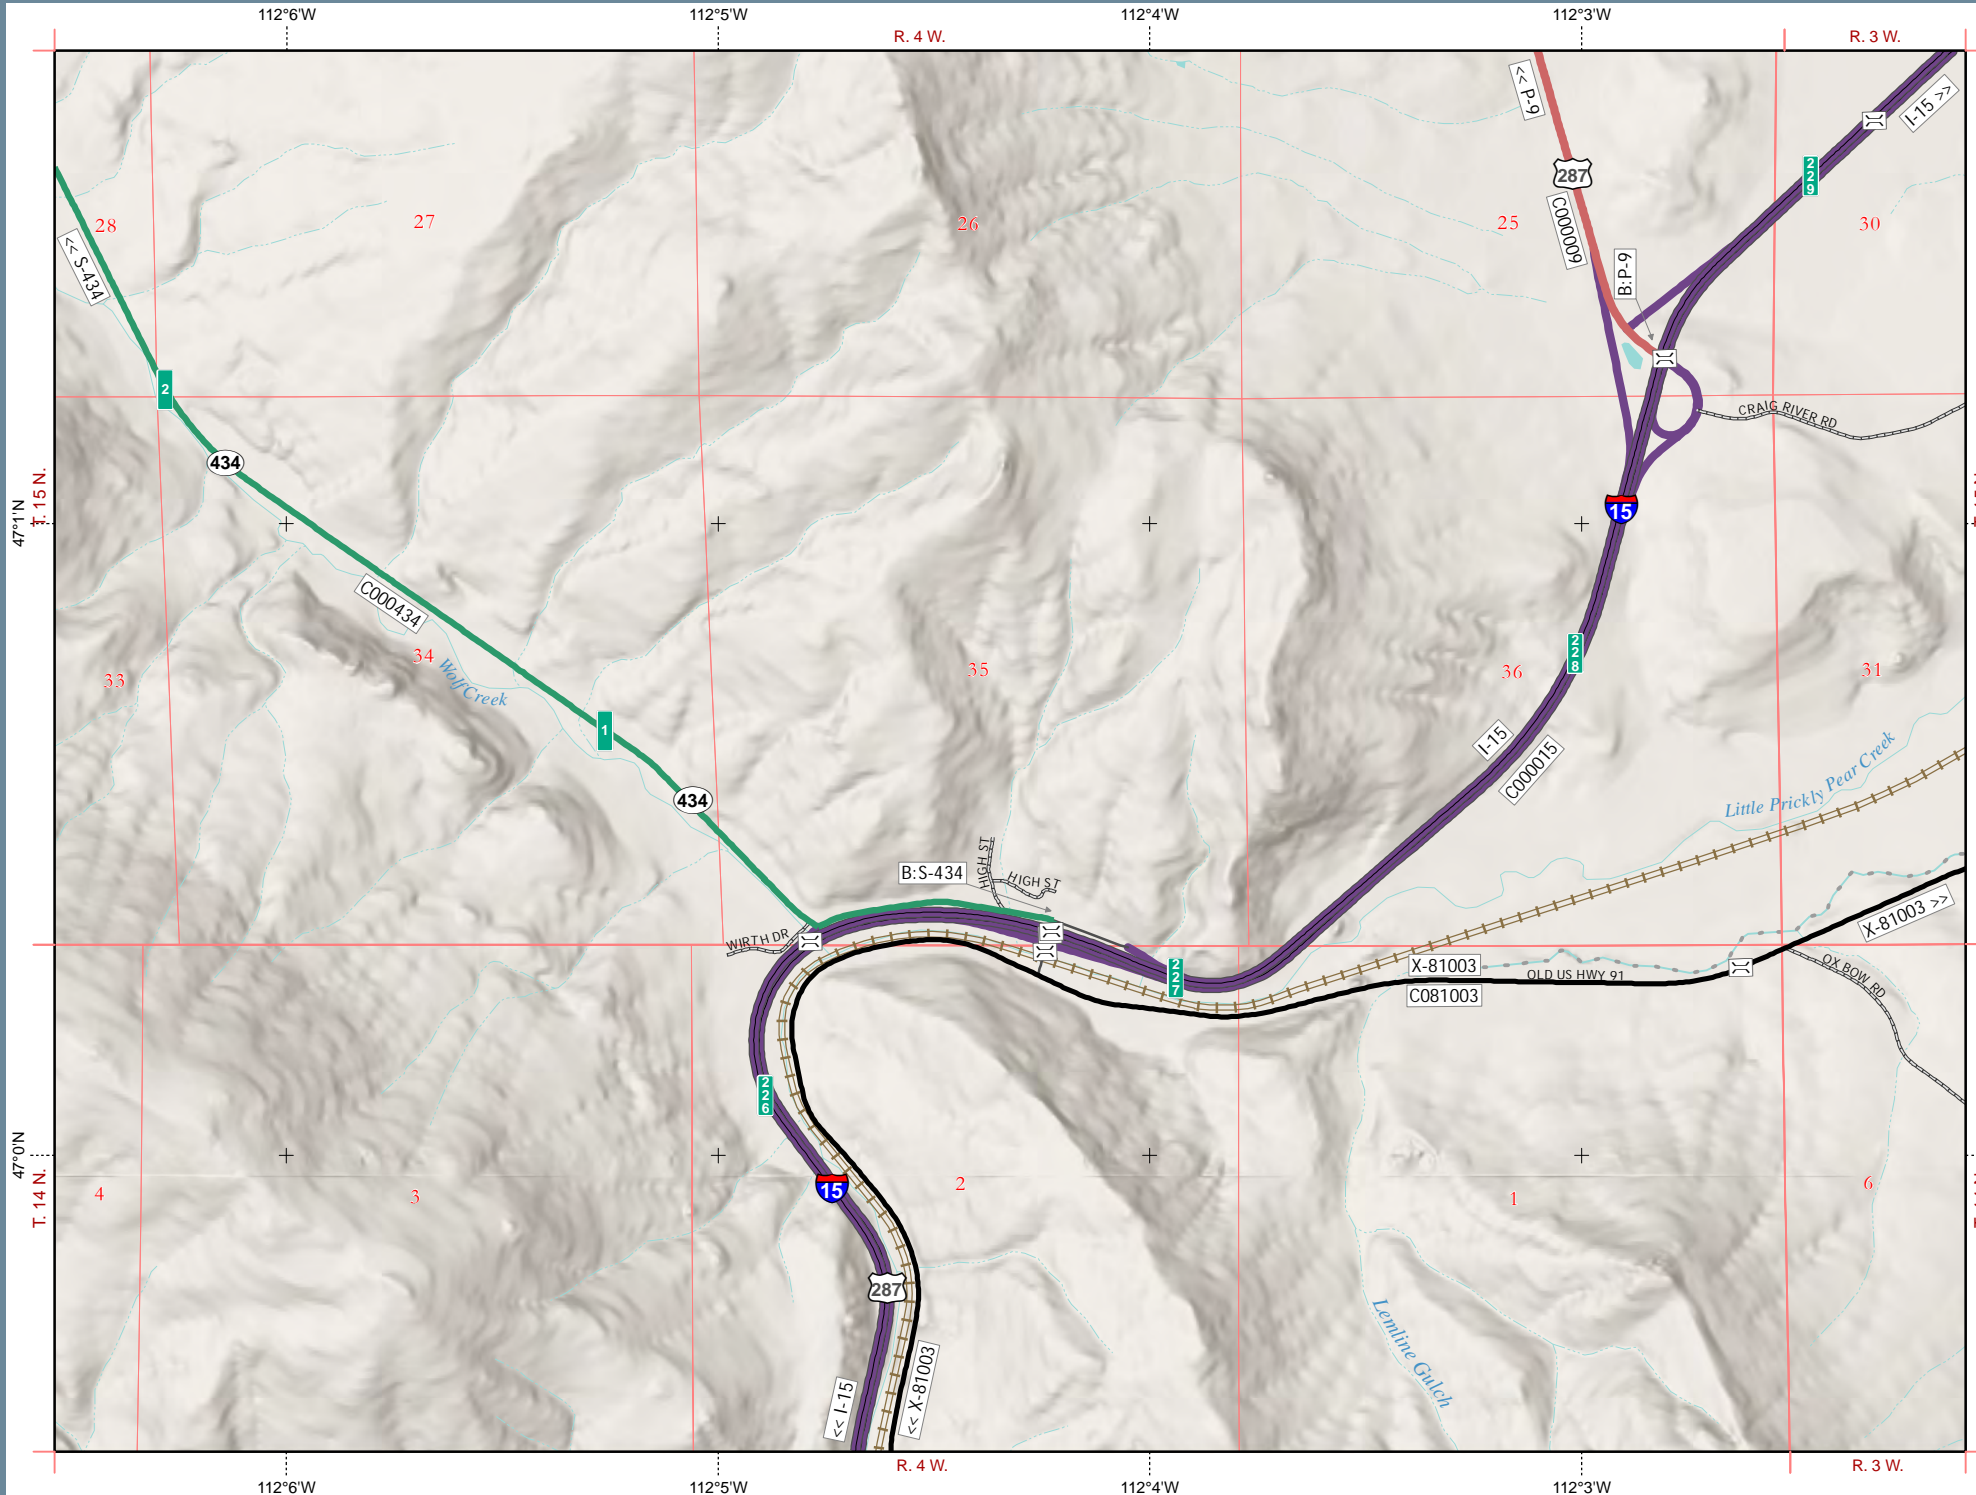 112°6'W
112°5'W
112°4'W
112°3'W
R. 4 W.
R. 3 W.
<< P-9
I-15 >>
287
229
28
27
26
25
30
C000009
<< S-434
B:P-9
2
CRAIG RIVER RD
434
T. 15 N.
47°1'N
15
C000434
228
33
34
35
36
31
Wolf Creek
1
I-15
C000015
Little Prickly Pear Creek
434
HIGH ST
HIGH ST
B:S-434
X-81003 >>
WIRTH DR
227
X-81003
OLD US HWY 91
C081003
OX BOW RD
226
47°0'N
T. 14 N.
4
3
15
2
1
6
287
Lemline Gulch
<< I-15
<< X-81003
R. 4 W.
R. 3 W.
112°6'W
112°5'W
112°4'W
112°3'W